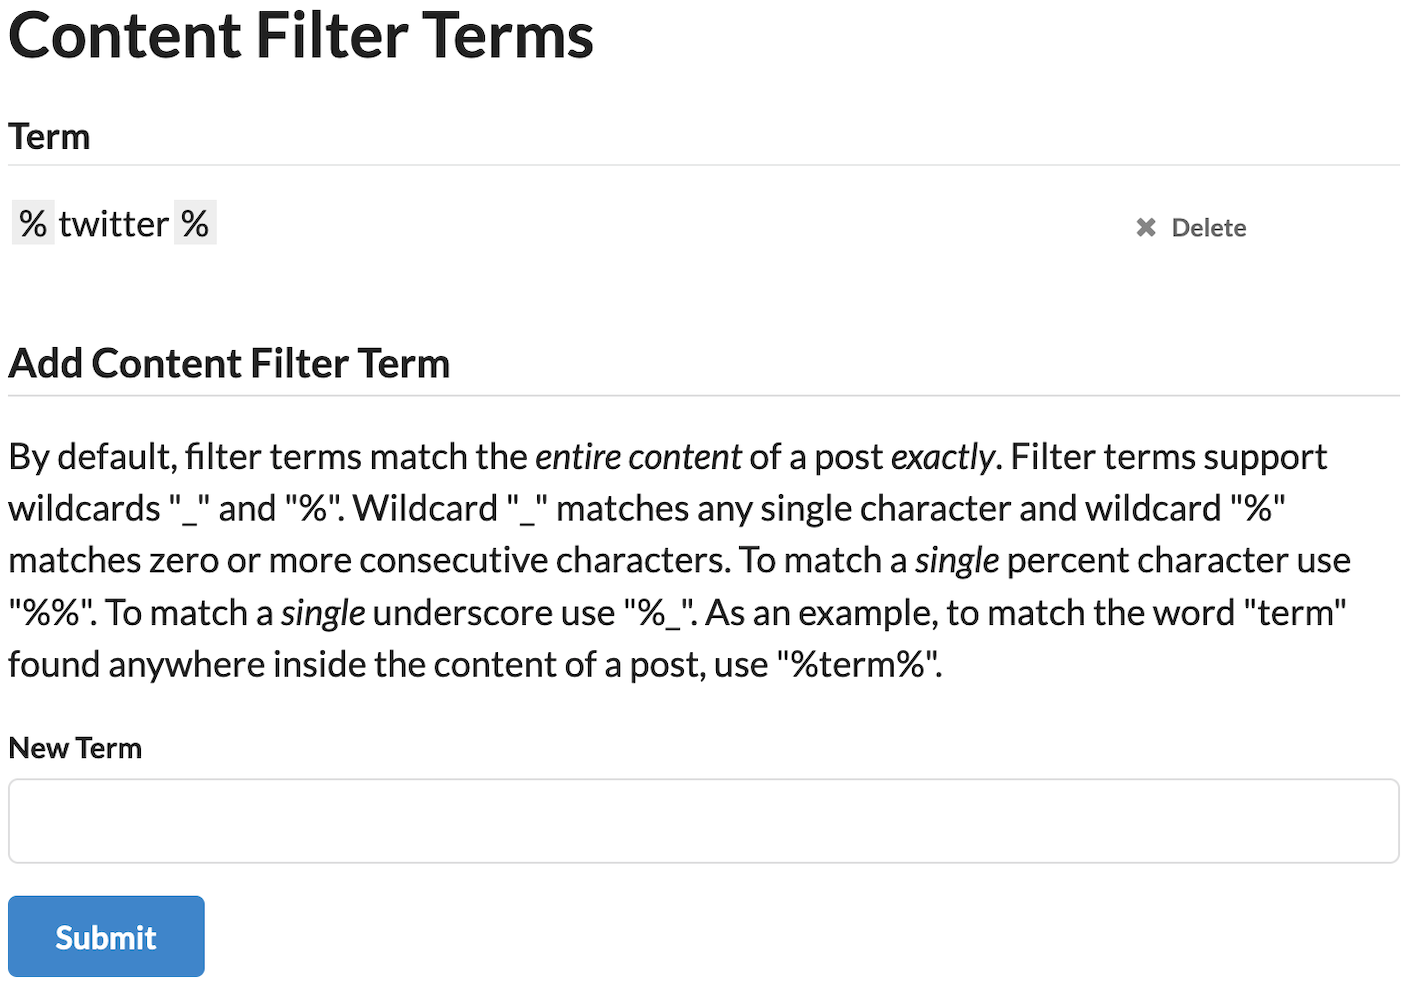 Content Filter Terms
Term
% twitter %
✖ Delete
Add Content Filter Term
By default, filter terms match the entire content of a post exactly. Filter terms support
wildcards "_" and "%". Wildcard "_" matches any single character and wildcard "%"
matches zero or more consecutive characters. To match a single percent character use
"%%". To match a single underscore use "%_". As an example, to match the word "term"
found anywhere inside the content of a post, use "%term%".
New Term
Submit